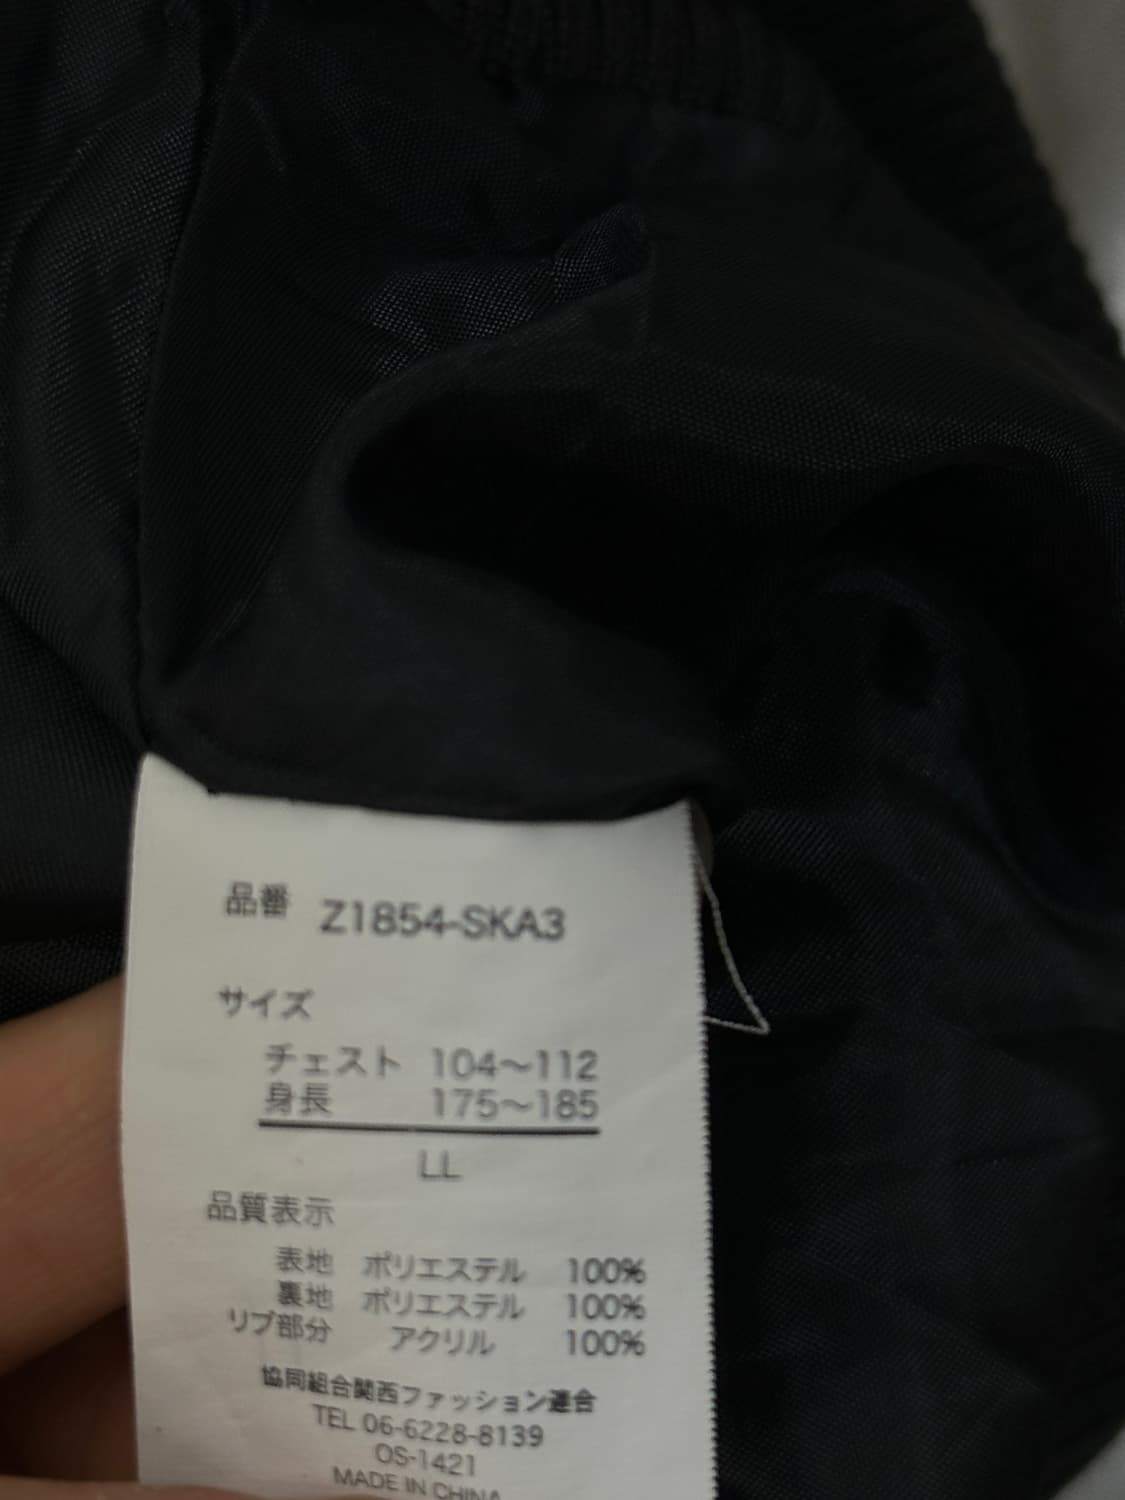 品番 Z1854-SKA3
サイズ
チェスト 104〜112
身長 175〜185
LL
品質表示
表地 ポリエステル 100%
裏地 ポリエステル 100%
リブ部分 アクリル 100%
協同組合関西ファッション連合
TEL 06-6228-8139
OS-1421
MADE IN CHINA